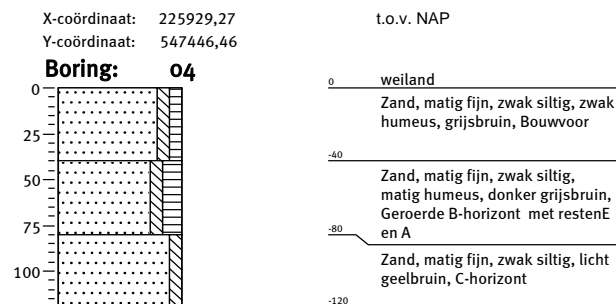 X-coördinaat: 225929,27
t.o.v. NAP
Y-coördinaat: 547446,46
Boring: 04
0
25
50
75
100
0
weiland
Zand, matig fijn, zwak siltig, zwak
humeus, grijsbruin, Bouwvoor
-40
Zand, matig fijn, zwak siltig,
matig humeus, donker grijsbruin,
Geroerde B-horizont met restenE
en A
-80
Zand, matig fijn, zwak siltig, licht
geelbruin, C-horizont
-120